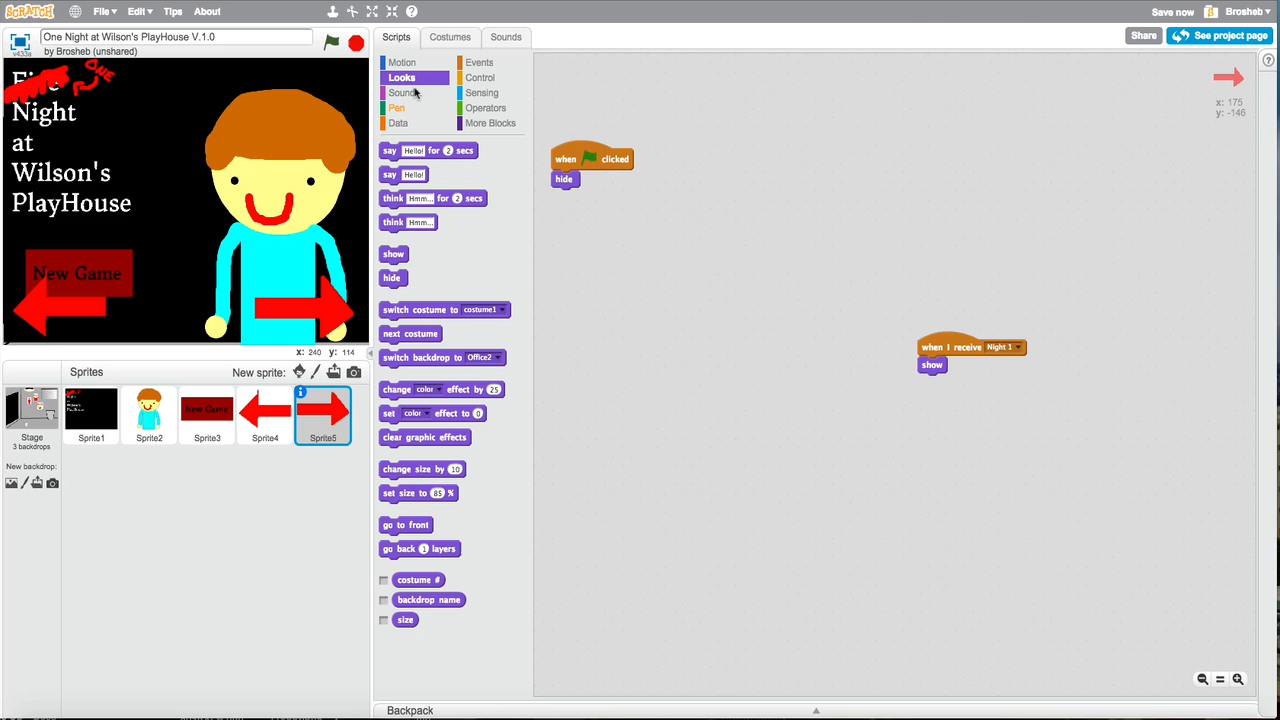 SCRATCH File Edit Tips About Save now Brosheb
v433a One Night at Wilson's PlayHouse V.1.0
by Brosheb (unshared)
Scripts Costumes Sounds Share See project page
Five
ONE
Night
at
Wilson's
PlayHouse
New Game
x: 240 y: 114
Sprites New sprite:
New Game
Stage
3 backdrops
Sprite1 Sprite2 Sprite3 Sprite4 Sprite5
New backdrop:
Motion Events
Looks Control
Sound Sensing
Pen Operators
Data More Blocks
say Hello! for 2 secs
say Hello!
think Hmm... for 2 secs
think Hmm...
show
hide
switch costume to costume1
next costume
switch backdrop to Office2
change color effect by 25
set color effect to 0
clear graphic effects
change size by 10
set size to 85 %
go to front
go back 1 layers
costume #
backdrop name
size
when clicked
hide
when I receive Night 1
show
x: 175
y: -146
Backpack